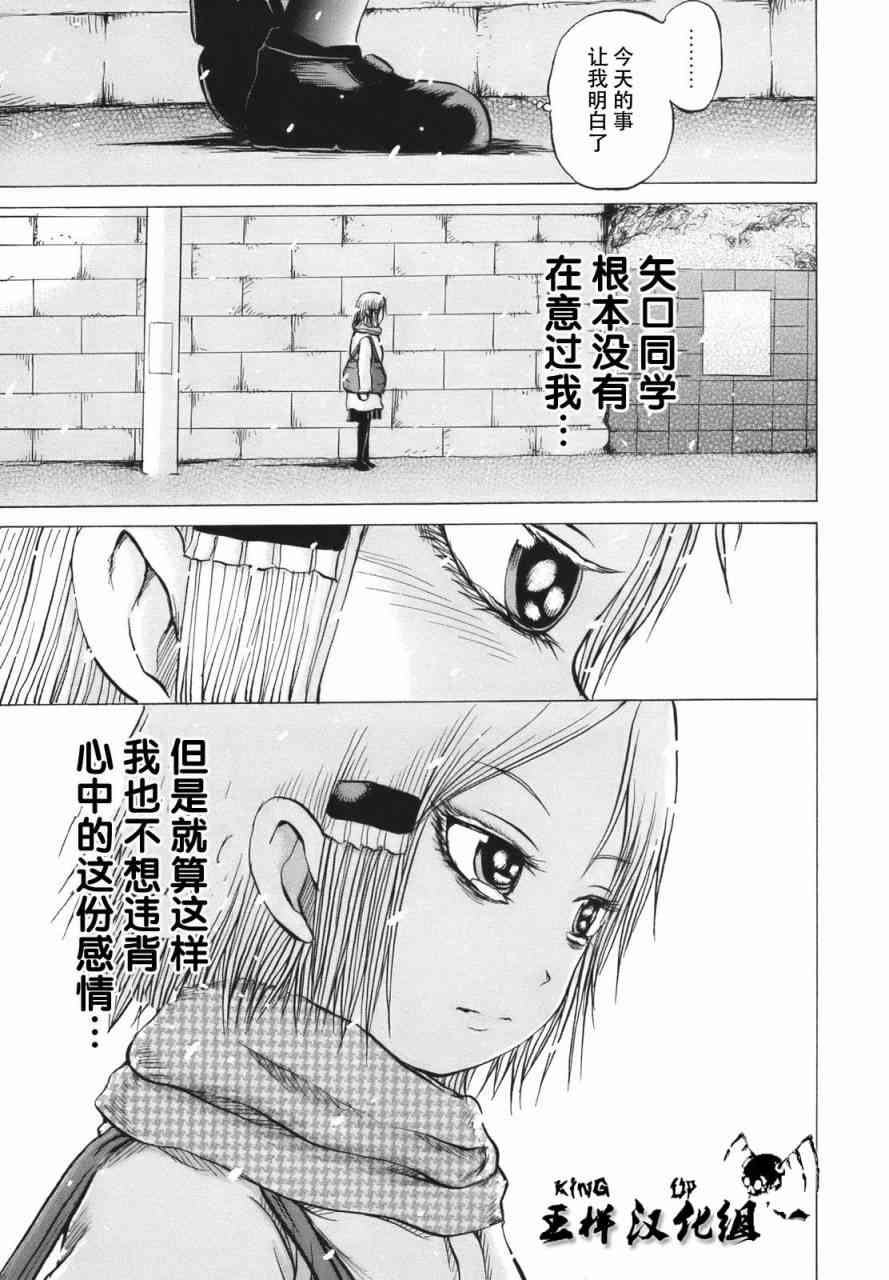 ………
今天的事
让我明白了
矢口同学
根本没有
在意过我…
但是就算这样
我也不想违背
心中的这份感情…
KiNG 御
王样汉化组